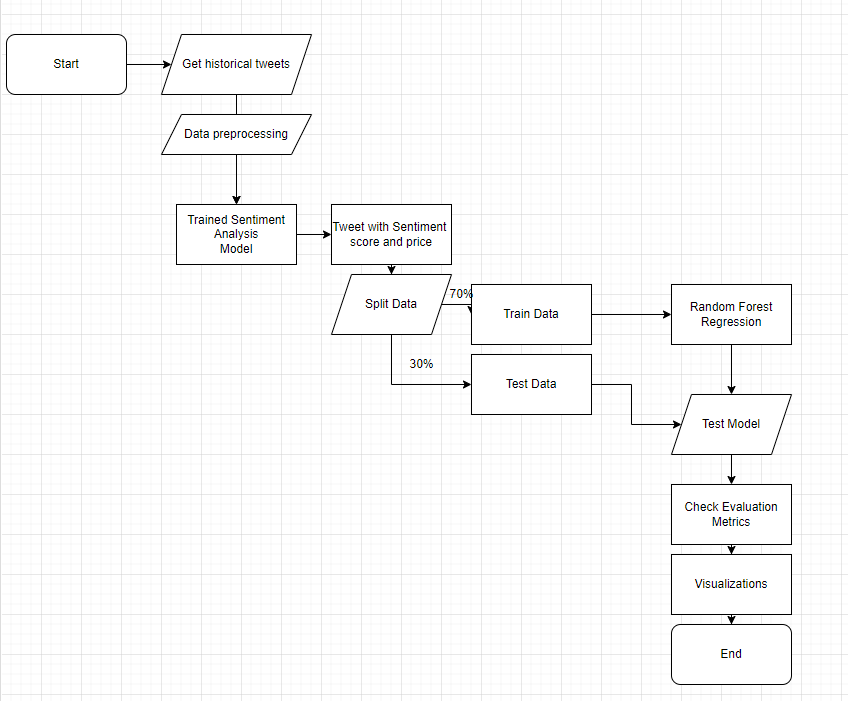 Start
Get historical tweets
Data preprocessing
Trained Sentiment
Analysis
Model
Tweet with Sentiment
score and price
Split Data
70%
Train Data
Random Forest
Regression
30%
Test Data
Test Model
Check Evaluation
Metrics
Visualizations
End